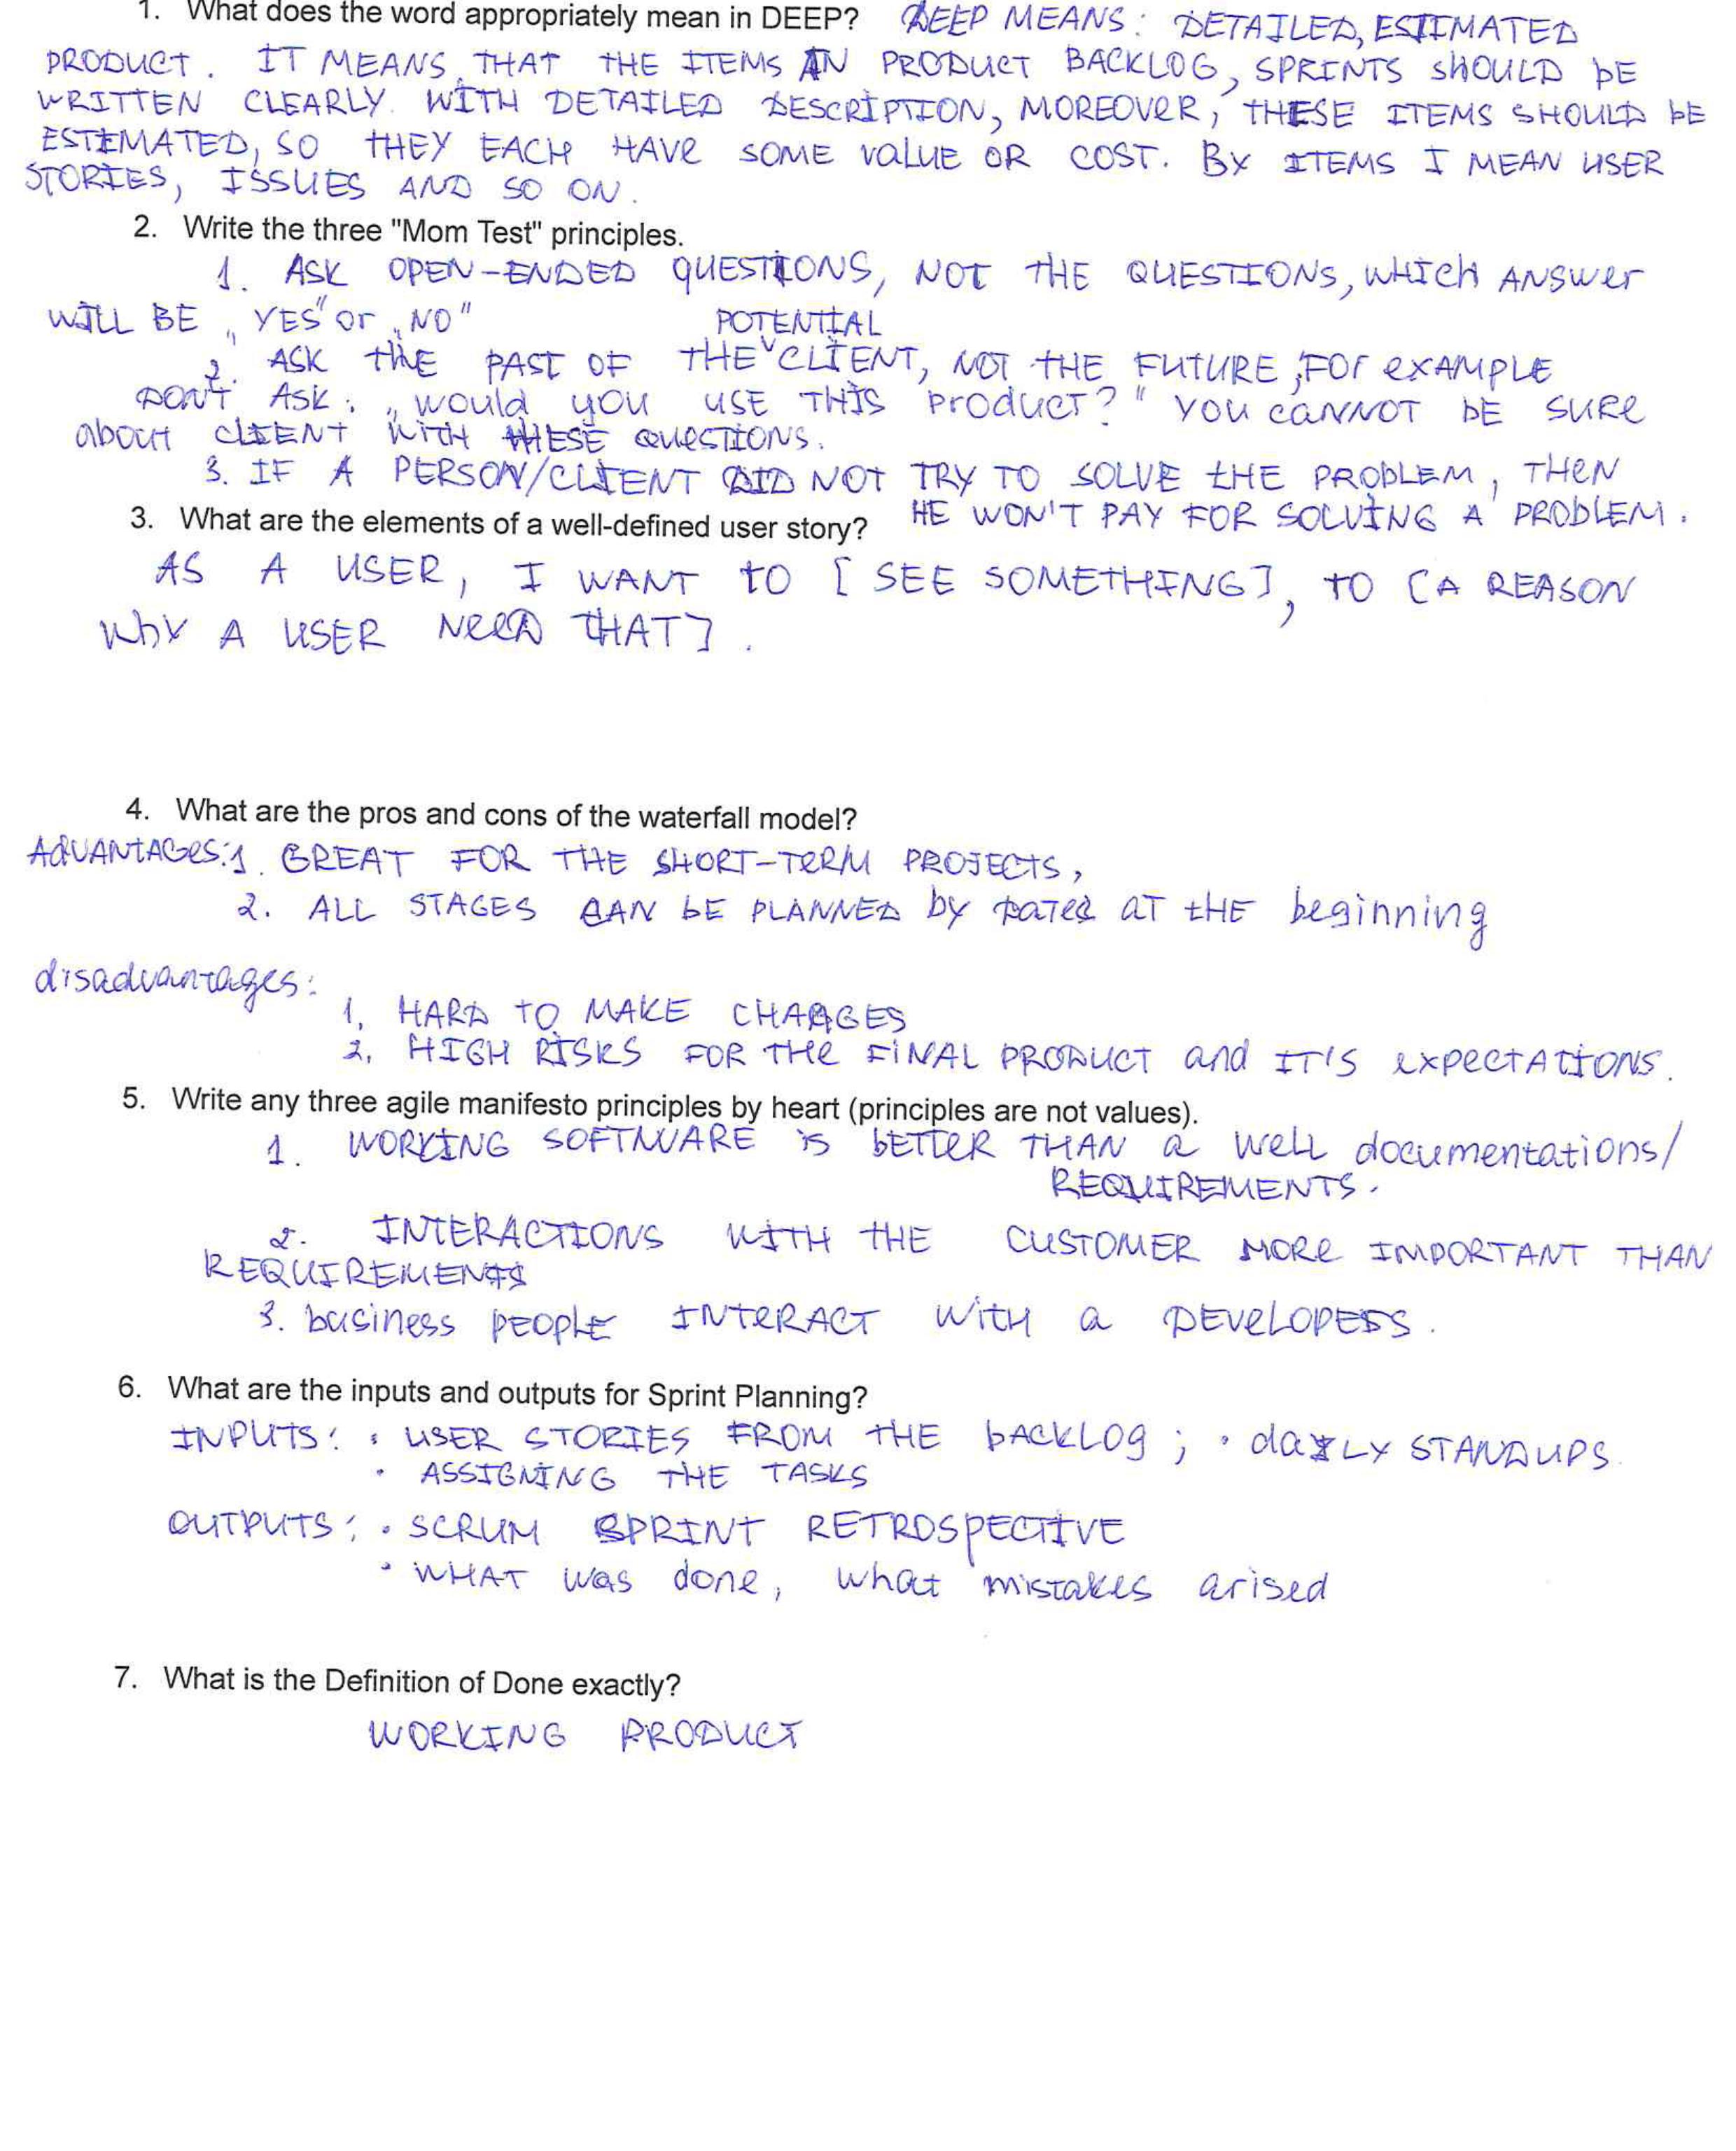 1. What does the word appropriately mean in DEEP? DEEP MEANS: DETAILED, ESTIMATED
PRODUCT. IT MEANS THAT THE ITEMS IN PRODUCT BACKLOG, SPRINTS SHOULD BE
WRITTEN CLEARLY WITH DETAILED DESCRIPTION, MOREOVER, THESE ITEMS SHOULD BE
ESTIMATED, SO THEY EACH HAVE SOME VALUE OR COST. BY ITEMS I MEAN USER
STORIES, ISSUES AND SO ON.
2. Write the three "Mom Test" principles.
1. ASK OPEN-ENDED QUESTIONS, NOT THE QUESTIONS, WHICH ANSWER
WILL BE „YES" or „NO"
POTENTIAL
2. ASK THE PAST OF THE CLIENT, NOT THE FUTURE, FOR EXAMPLE
DON'T ASK: „would you USE THIS product?" YOU CANNOT BE SURE
about CLIENT WITH THESE QUESTIONS.
3. IF A PERSON/CLIENT DID NOT TRY TO SOLVE THE PROBLEM, THEN
HE WON'T PAY FOR SOLVING A PROBLEM.
3. What are the elements of a well-defined user story?
AS A USER, I WANT TO [SEE SOMETHING], TO [A REASON
WHY A USER NEED THAT].
4. What are the pros and cons of the waterfall model?
ADVANTAGES: 1. GREAT FOR THE SHORT-TERM PROJECTS,
2. ALL STAGES CAN BE PLANNED by DATES AT tHE beginning
disadvantages:
1. HARD TO MAKE CHANGES
2. HIGH RISKS FOR THE FINAL PRODUCT and IT'S EXPECTATIONS.
5. Write any three agile manifesto principles by heart (principles are not values).
1. WORKING SOFTWARE is BETTER THAN a WELL documentations/
REQUIREMENTS.
2. INTERACTIONS WITH THE CUSTOMER MORE IMPORTANT THAN
REQUIREMENTS
3. business PEOPLE INTERACT WITH a DEVELOPERS.
6. What are the inputs and outputs for Sprint Planning?
INPUTS: • USER STORIES FROM THE BACKLOG; • daILY STANDUPS
• ASSIGNING THE TASKS
OUTPUTS: • SCRUM SPRINT RETROSPECTIVE
• WHAT was done, what mistakes arised
7. What is the Definition of Done exactly?
WORKING PRODUCT